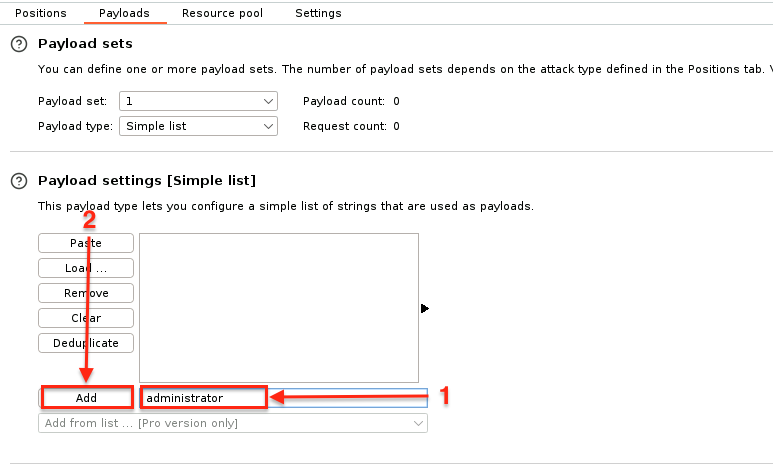 Positions Payloads Resource pool Settings
Payload sets
You can define one or more payload sets. The number of payload sets depends on the attack type defined in the Positions tab.
Payload set: 1 Payload count: 0
Payload type: Simple list Request count: 0
Payload settings [Simple list]
This payload type lets you configure a simple list of strings that are used as payloads.
2
Paste
Load ...
Remove
Clear
Deduplicate
Add administrator 1
Add from list ... [Pro version only]